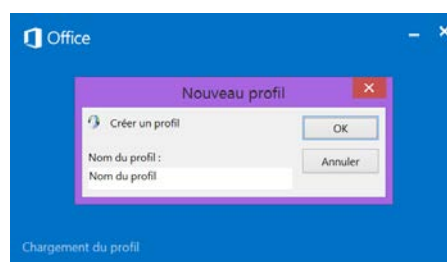 Office
Nouveau profil
Créer un profil
OK
Nom du profil :
Annuler
Nom du profil
Chargement du profil